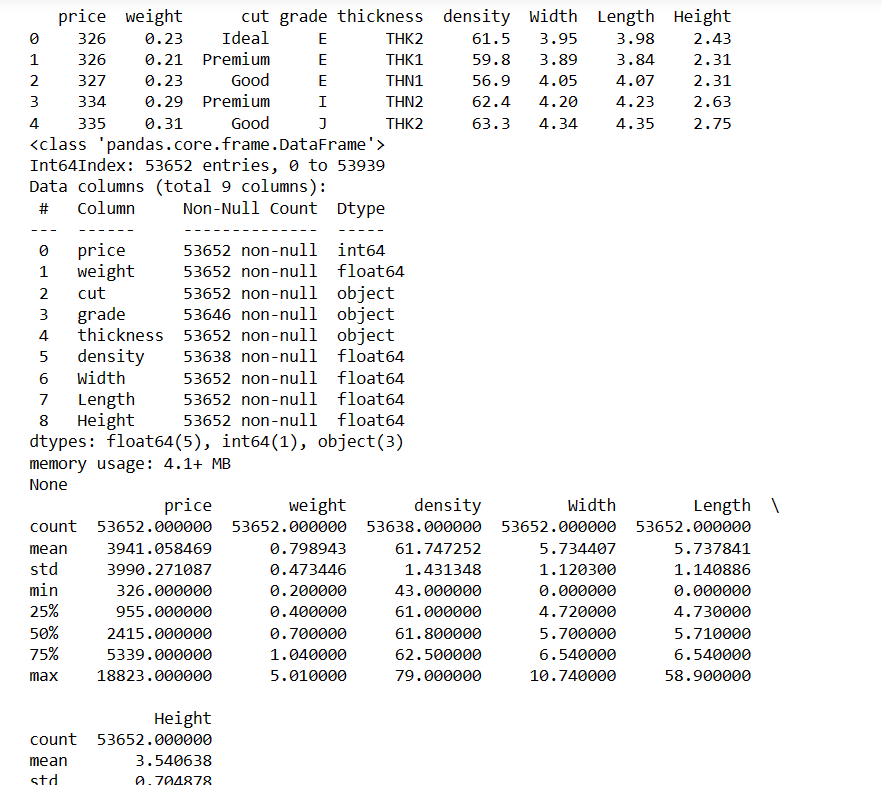 price  weight      cut grade thickness  density  Width  Length  Height
0    326    0.23    Ideal     E      THK2     61.5   3.95    3.98    2.43
1    326    0.21  Premium     E      THK1     59.8   3.89    3.84    2.31
2    327    0.23     Good     E      THN1     56.9   4.05    4.07    2.31
3    334    0.29  Premium     I      THN2     62.4   4.20    4.23    2.63
4    335    0.31     Good     J      THK2     63.3   4.34    4.35    2.75
<class 'pandas.core.frame.DataFrame'>
Int64Index: 53652 entries, 0 to 53939
Data columns (total 9 columns):
 #   Column     Non-Null Count  Dtype
---  ------     --------------  -----
 0   price      53652 non-null  int64
 1   weight     53652 non-null  float64
 2   cut        53652 non-null  object
 3   grade      53646 non-null  object
 4   thickness  53652 non-null  object
 5   density    53638 non-null  float64
 6   Width      53652 non-null  float64
 7   Length     53652 non-null  float64
 8   Height     53652 non-null  float64
dtypes: float64(5), int64(1), object(3)
memory usage: 4.1+ MB
None
              price        weight       density         Width        Length  \
count  53652.000000  53652.000000  53638.000000  53652.000000  53652.000000
mean    3941.058469      0.798943     61.747252      5.734407      5.737841
std     3990.271087      0.473446      1.431348      1.120300      1.140886
min      326.000000      0.200000     43.000000      0.000000      0.000000
25%      955.000000      0.400000     61.000000      4.720000      4.730000
50%     2415.000000      0.700000     61.800000      5.700000      5.710000
75%     5339.000000      1.040000     62.500000      6.540000      6.540000
max    18823.000000      5.010000     79.000000     10.740000     58.900000
             Height
count  53652.000000
mean       3.540638
std        0.704878